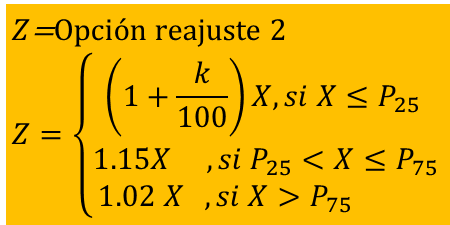 Z=Opción reajuste 2
Z = { (1 + k/100) X, si X ≤ P₂₅
1.15X , si P₂₅ < X ≤ P₇₅
1.02 X , si X > P₇₅